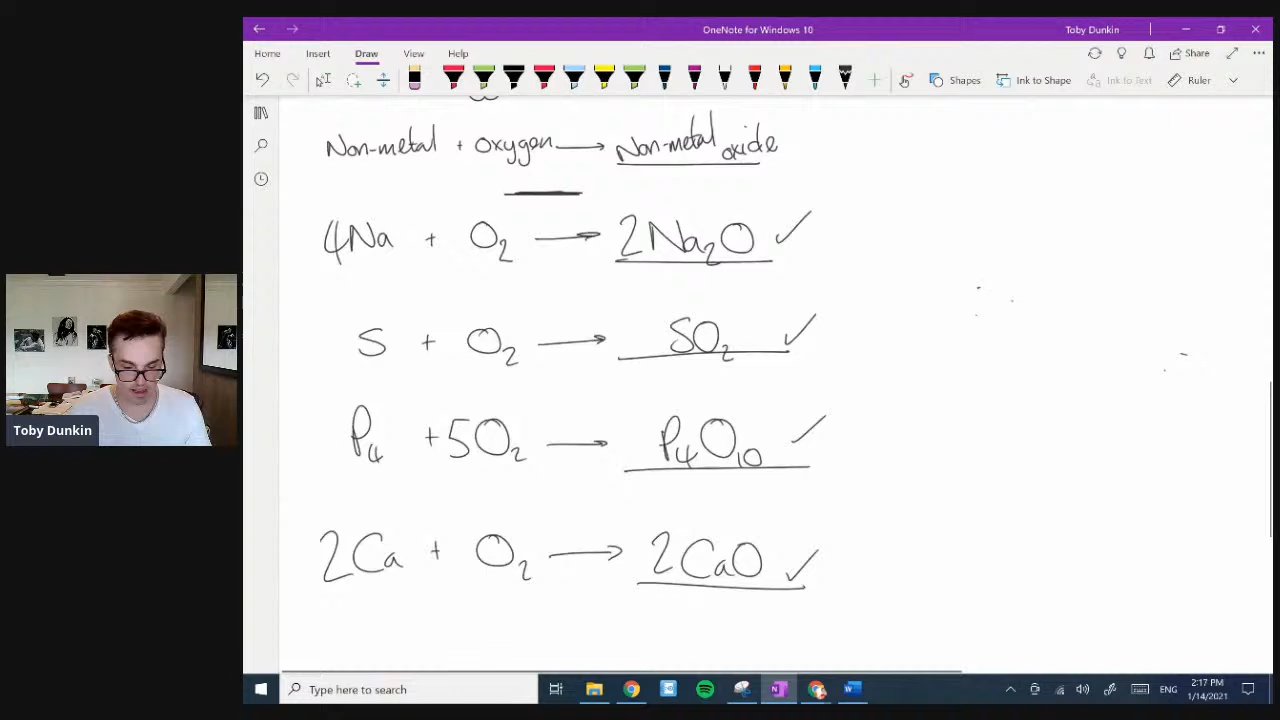 OneNote for Windows 10
Toby Dunkin
Home Insert Draw View Help
Share
Shapes Ink to Shape Ink to Text Ruler
Non-metal + oxygen → Non-metal oxide
4Na + O₂ → 2Na₂O ✓
S + O₂ → SO₂ ✓
P₄ + 5O₂ → P₄O₁₀ ✓
2Ca + O₂ → 2CaO ✓
Toby Dunkin
Type here to search
ENG
2:17 PM
1/14/2021